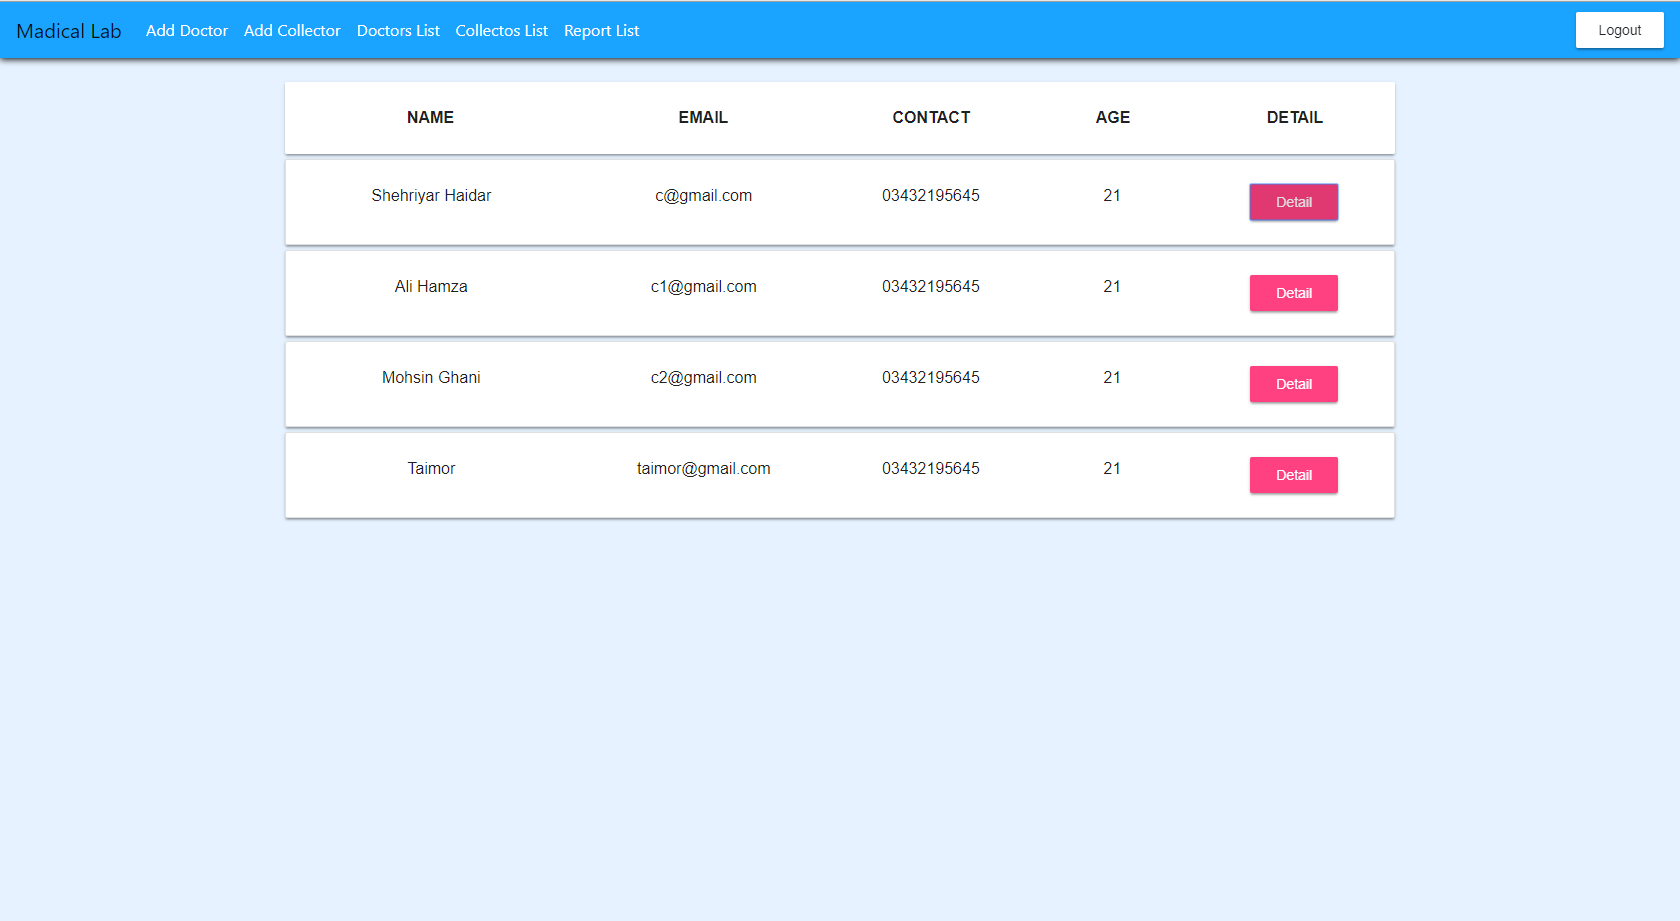 Madical Lab Add Doctor Add Collector Doctors List Collectos List Report List Logout
NAME EMAIL CONTACT AGE DETAIL
Shehriyar Haidar c@gmail.com 03432195645 21 Detail
Ali Hamza c1@gmail.com 03432195645 21 Detail
Mohsin Ghani c2@gmail.com 03432195645 21 Detail
Taimor taimor@gmail.com 03432195645 21 Detail